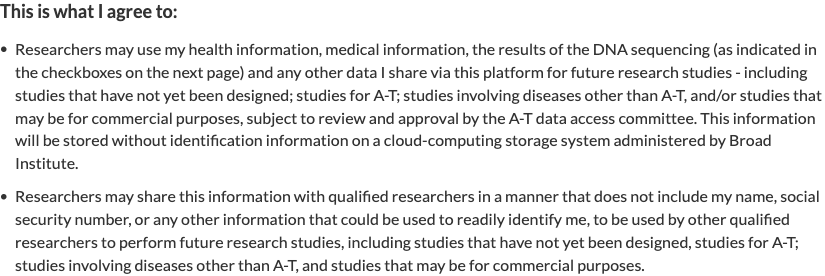 This is what I agree to:
• Researchers may use my health information, medical information, the results of the DNA sequencing (as indicated in
the checkboxes on the next page) and any other data I share via this platform for future research studies - including
studies that have not yet been designed; studies for A-T; studies involving diseases other than A-T, and/or studies that
may be for commercial purposes, subject to review and approval by the A-T data access committee. This information
will be stored without identification information on a cloud-computing storage system administered by Broad
Institute.
• Researchers may share this information with qualified researchers in a manner that does not include my name, social
security number, or any other information that could be used to readily identify me, to be used by other qualified
researchers to perform future research studies, including studies that have not yet been designed, studies for A-T;
studies involving diseases other than A-T, and studies that may be for commercial purposes.